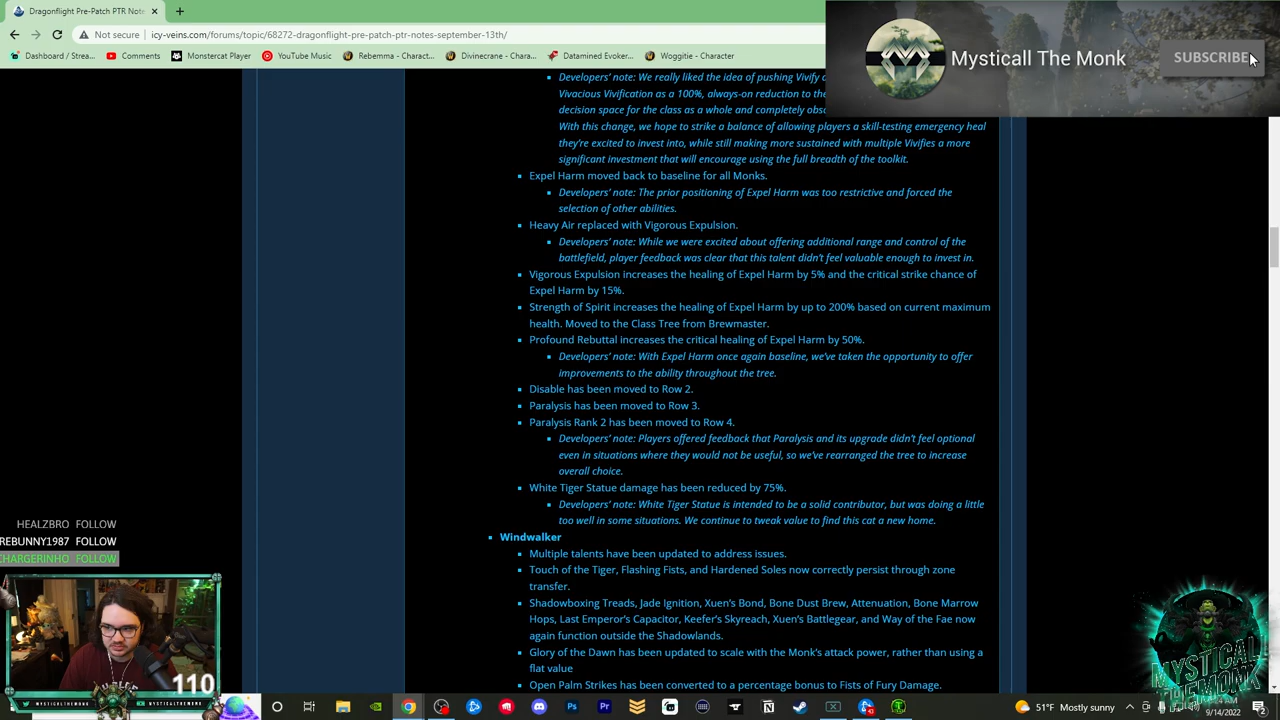 Dragonflight Pre-Patch PTR Note
Not secure | icy-veins.com/forums/topic/68272-dragonflight-pre-patch-ptr-notes-september-13th/
Dashboard / Strea... Comments Monstercat Player YouTube Music Rebemma - Charact... Divinecrane - Chara... Datamined Evoker... Woggitie - Character
Mysticall The Monk SUBSCRIBE
Developers' note: We really liked the idea of pushing Vivify
Vivacious Vivification as a 100%, always-on reduction to the
decision space for the class as a whole and completely obs
With this change, we hope to strike a balance of allowing players a skill-testing emergency heal
they're excited to invest into, while still making more sustained with multiple Vivifies a more
significant investment that will encourage using the full breadth of the toolkit.
Expel Harm moved back to baseline for all Monks.
Developers' note: The prior positioning of Expel Harm was too restrictive and forced the
selection of other abilities.
Heavy Air replaced with Vigorous Expulsion.
Developers' note: While we were excited about offering additional range and control of the
battlefield, player feedback was clear that this talent didn't feel valuable enough to invest in.
Vigorous Expulsion increases the healing of Expel Harm by 5% and the critical strike chance of
Expel Harm by 15%.
Strength of Spirit increases the healing of Expel Harm by up to 200% based on current maximum
health. Moved to the Class Tree from Brewmaster.
Profound Rebuttal increases the critical healing of Expel Harm by 50%.
Developers' note: With Expel Harm once again baseline, we've taken the opportunity to offer
improvements to the ability throughout the tree.
Disable has been moved to Row 2.
Paralysis has been moved to Row 3.
Paralysis Rank 2 has been moved to Row 4.
Developers' note: Players offered feedback that Paralysis and its upgrade didn't feel optional
even in situations where they would not be useful, so we've rearranged the tree to increase
overall choice.
White Tiger Statue damage has been reduced by 75%.
Developers' note: White Tiger Statue is intended to be a solid contributor, but was doing a little
too well in some situations. We continue to tweak value to find this cat a new home.
Windwalker
Multiple talents have been updated to address issues.
Touch of the Tiger, Flashing Fists, and Hardened Soles now correctly persist through zone
transfer.
Shadowboxing Treads, Jade Ignition, Xuen's Bond, Bone Dust Brew, Attenuation, Bone Marrow
Hops, Last Emperor's Capacitor, Keefer's Skyreach, Xuen's Battlegear, and Way of the Fae now
again function outside the Shadowlands.
Glory of the Dawn has been updated to scale with the Monk's attack power, rather than using a
flat value
Open Palm Strikes has been converted to a percentage bonus to Fists of Fury Damage.
HEALZBRO FOLLOW
REBUNNY1987 FOLLOW
CHARGERINHO FOLLOW
110
MYSTICALTHEMONK MYSTICALTHEMONK
MYSTICAL
THEMONK
51°F Mostly sunny
9/14/2022